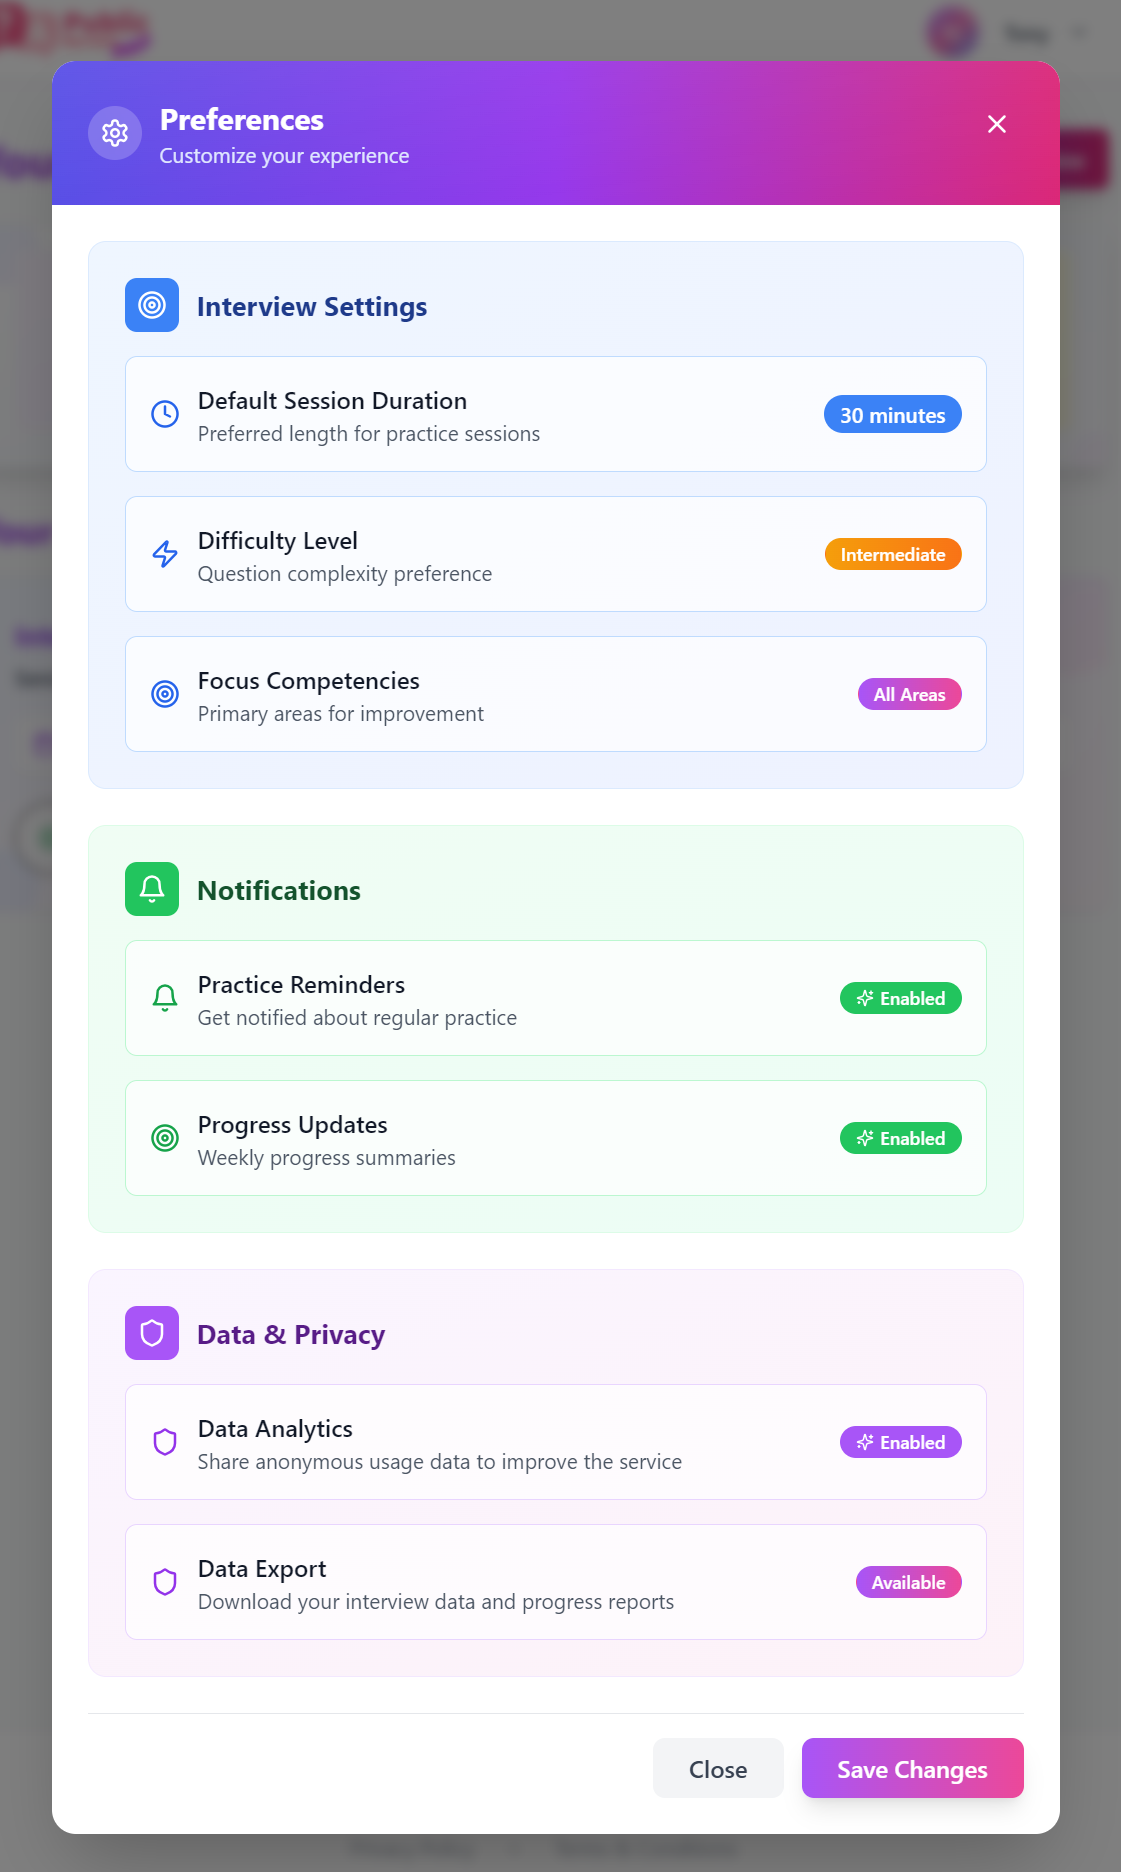 Preferences
Customize your experience
Interview Settings
Default Session Duration
Preferred length for practice sessions
30 minutes
Difficulty Level
Question complexity preference
Intermediate
Focus Competencies
Primary areas for improvement
All Areas
Notifications
Practice Reminders
Get notified about regular practice
Enabled
Progress Updates
Weekly progress summaries
Enabled
Data & Privacy
Data Analytics
Share anonymous usage data to improve the service
Enabled
Data Export
Download your interview data and progress reports
Available
Close
Save Changes